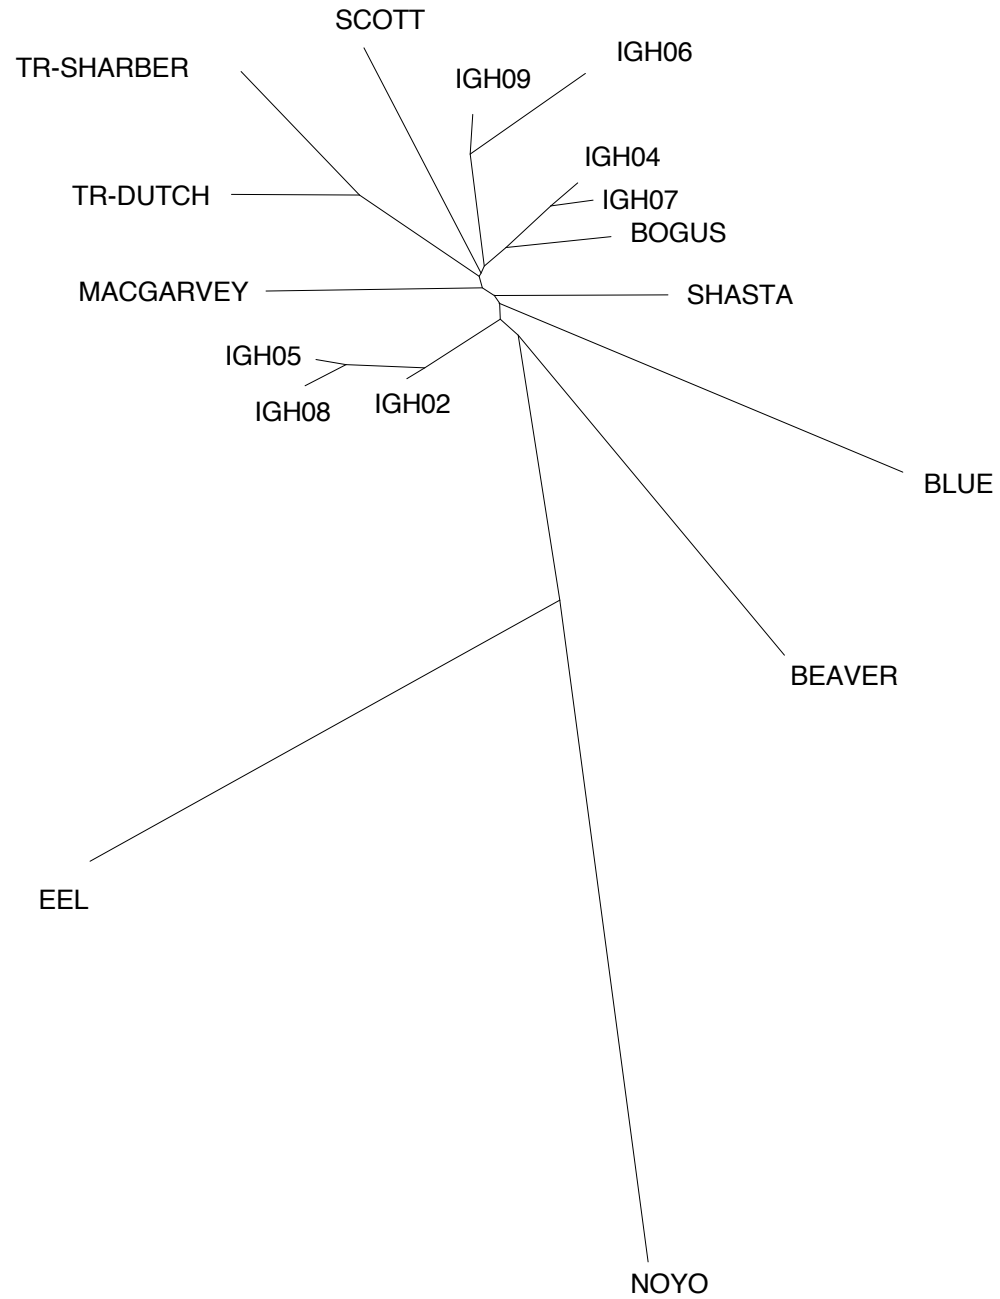 SCOTT
IGH06
TR-SHARBER
IGH09
IGH04
TR-DUTCH
IGH07
BOGUS
MACGARVEY
SHASTA
IGH05
IGH02
IGH08
BLUE
BEAVER
EEL
NOYO